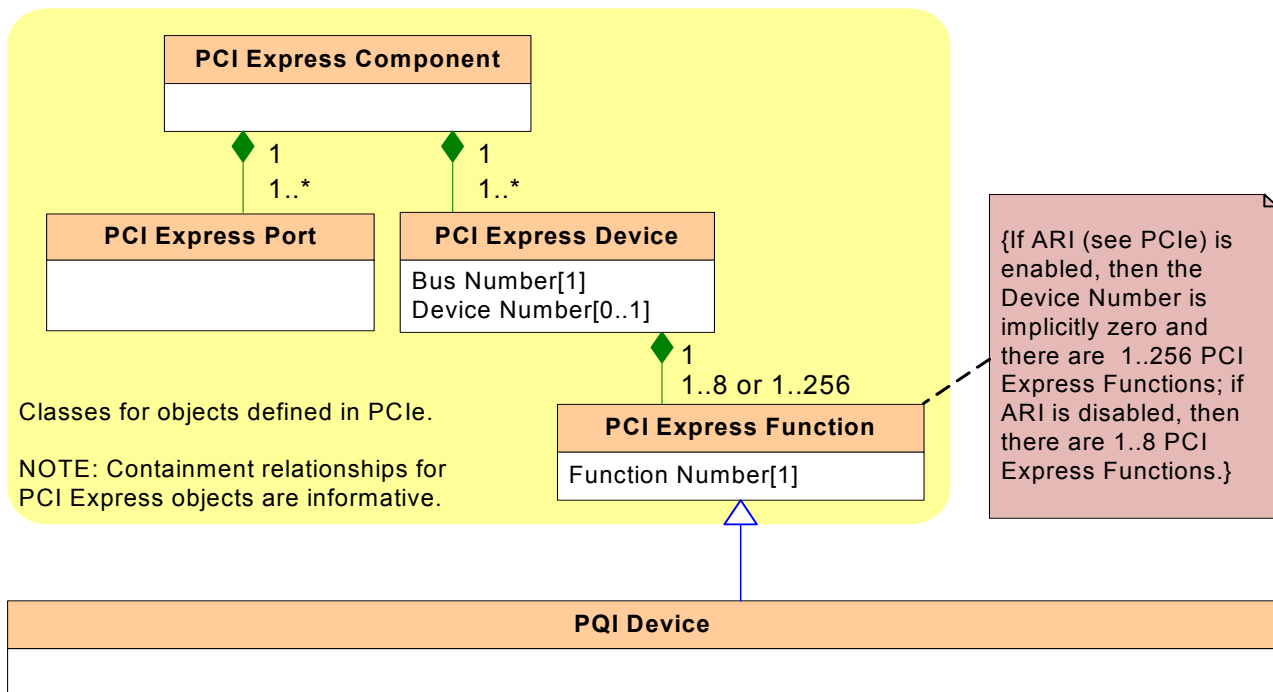 PCI Express Component
1
1..*
1
1..*
PCI Express Port
PCI Express Device
Bus Number[1]
Device Number[0..1]
1
1..8 or 1..256
PCI Express Function
Function Number[1]
Classes for objects defined in PCIe.
NOTE: Containment relationships for
PCI Express objects are informative.
{If ARI (see PCIe) is
enabled, then the
Device Number is
implicitly zero and
there are 1..256 PCI
Express Functions; if
ARI is disabled, then
there are 1..8 PCI
Express Functions.}
PQI Device